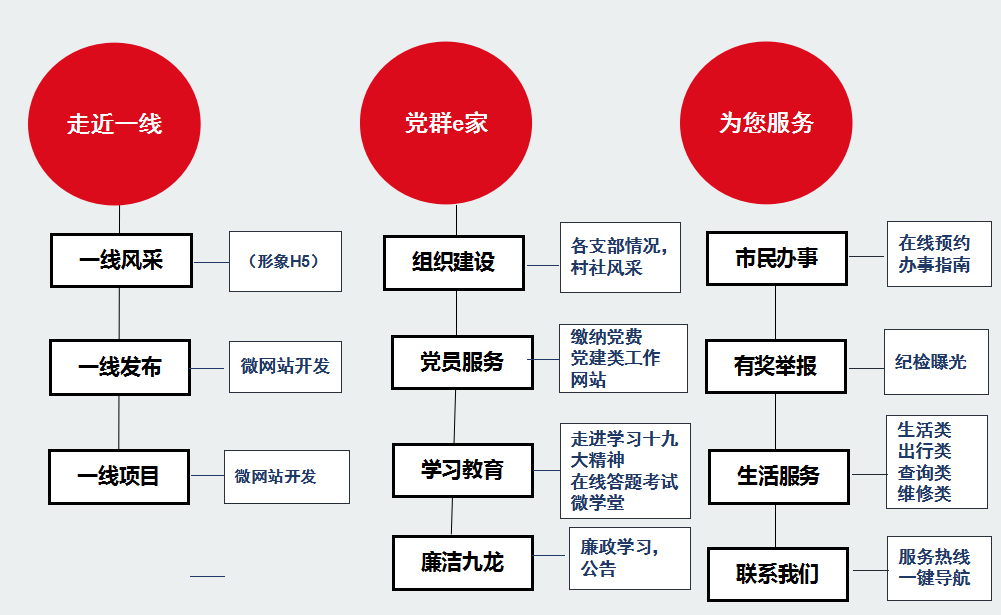 走近一线
一线风采
（形象H5）
一线发布
微网站开发
一线项目
微网站开发
党群e家
组织建设
各支部情况，
村社风采
党员服务
缴纳党费
党建类工作
网站
学习教育
走进学习十九
大精神
在线答题考试
微学堂
廉洁九龙
廉政学习，
公告
为您服务
市民办事
在线预约
办事指南
有奖举报
纪检曝光
生活服务
生活类
出行类
查询类
维修类
联系我们
服务热线
一键导航